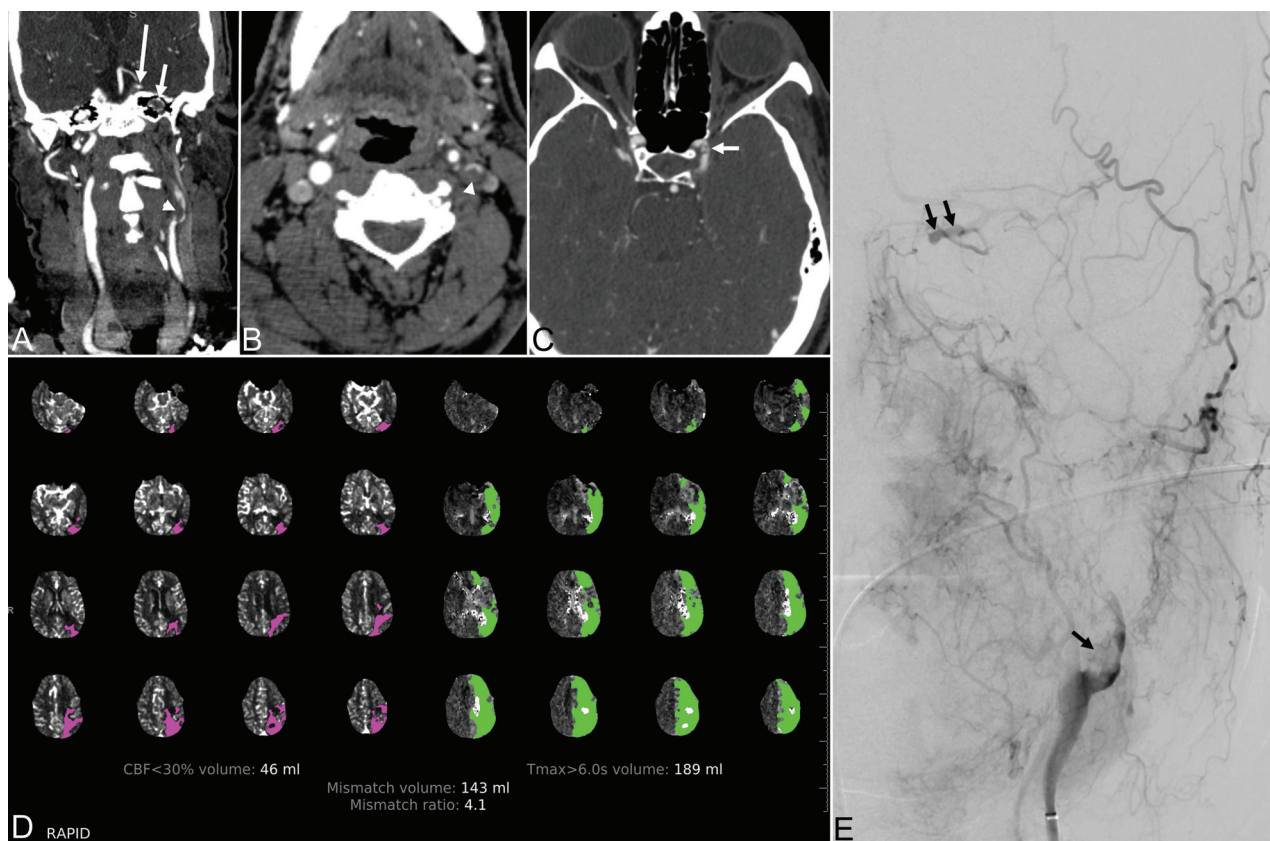 S
A
B
C
R
CBF<30% volume: 46 ml
Tmax>6.0s volume: 189 ml
Mismatch volume: 143 ml
Mismatch ratio: 4.1
D
RAPID
E